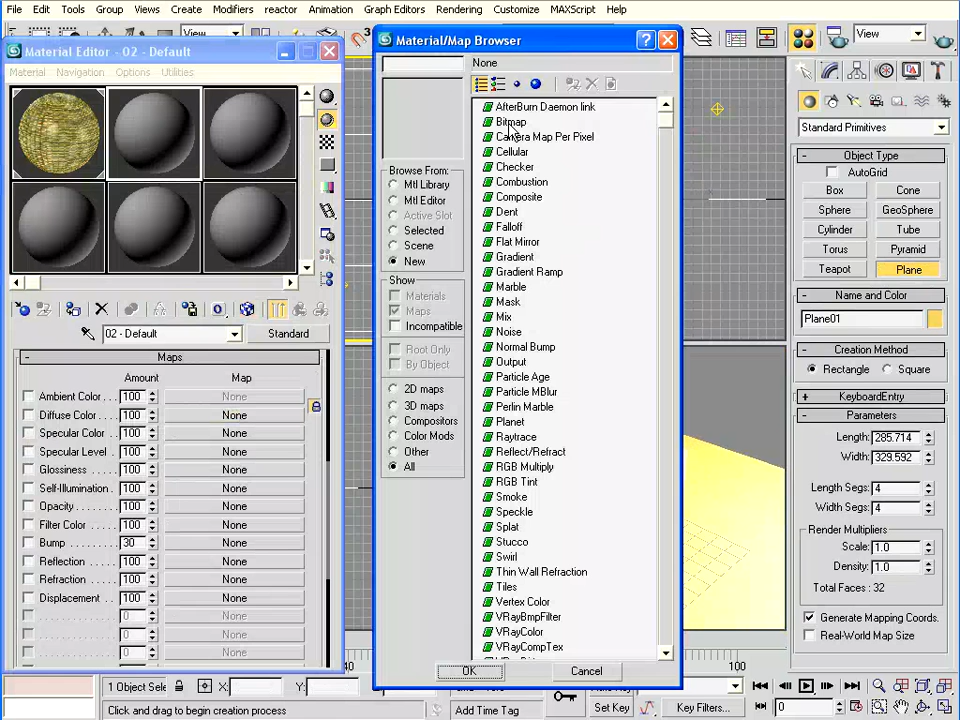 File Edit Tools Group Views Create Modifiers reactor Animation Graph Editors Rendering Customize MAXScript Help
View
View
Material Editor - 02 - Default
Material Navigation Options Utilities
02 - Default
Standard
Maps
Amount Map
Ambient Color 100 None
Diffuse Color 100 None
Specular Color 100 None
Specular Level 100 None
Glossiness 100 None
Self-Illumination 100 None
Opacity 100 None
Filter Color 100 None
Bump 30 None
Reflection 100 None
Refraction 100 None
Displacement 100 None
0
0
0
Material/Map Browser
None
Browse From:
Mtl Library
Mtl Editor
Active Slot
Selected
Scene
New
Show
Materials
Maps
Incompatible
Root Only
By Object
2D maps
3D maps
Compositors
Color Mods
Other
All
AfterBurn Daemon link
Bitmap
Camera Map Per Pixel
Cellular
Checker
Combustion
Composite
Dent
Falloff
Flat Mirror
Gradient
Gradient Ramp
Marble
Mask
Mix
Noise
Normal Bump
Output
Particle Age
Particle MBlur
Perlin Marble
Planet
Raytrace
Reflect/Refract
RGB Multiply
RGB Tint
Smoke
Speckle
Splat
Stucco
Swirl
Thin Wall Refraction
Tiles
Vertex Color
VRayBmpFilter
VRayColor
VRayCompTex
OK Cancel
Standard Primitives
Object Type
AutoGrid
Box Cone
Sphere GeoSphere
Cylinder Tube
Torus Pyramid
Teapot Plane
Name and Color
Plane01
Creation Method
Rectangle Square
KeyboardEntry
Parameters
Length: 285.714
Width: 329.592
Length Segs: 4
Width Segs: 4
Render Multipliers
Scale: 1.0
Density: 1.0
Total Faces : 32
Generate Mapping Coords.
Real-World Map Size
40
100
1 Object Sele X: Y:
Click and drag to begin creation process
Add Time Tag
Set Key Key Filters...
0